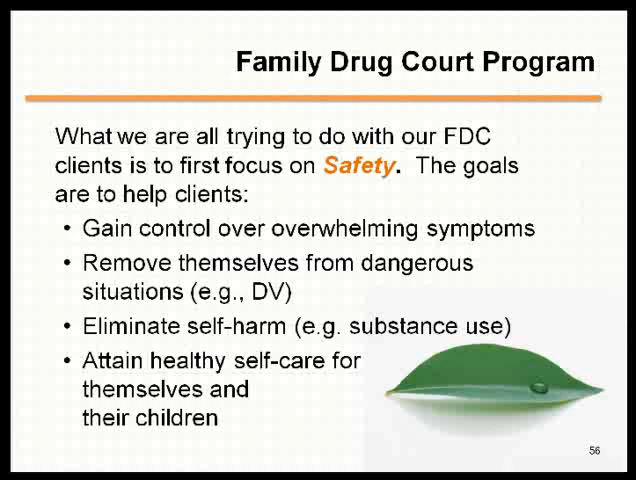 Family Drug Court Program
What we are all trying to do with our FDC
clients is to first focus on Safety. The goals
are to help clients:
• Gain control over overwhelming symptoms
• Remove themselves from dangerous
situations (e.g., DV)
• Eliminate self-harm (e.g. substance use)
• Attain healthy self-care for
themselves and
their children
56